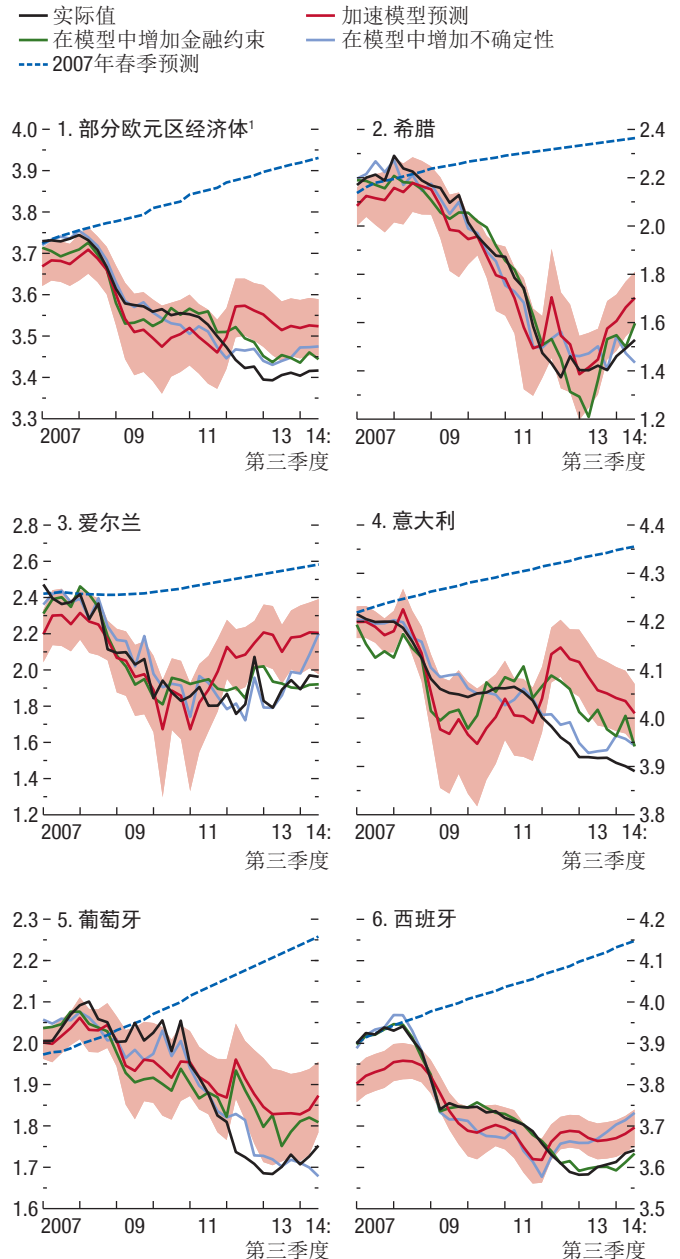 实际值 加速模型预测
在模型中增加金融约束 在模型中增加不确定性
2007年春季预测
1. 部分欧元区经济体¹
4.0
3.9
3.8
3.7
3.6
3.5
3.4
3.3
2007 09 11 13 14:
第三季度
2. 希腊
2.4
2.2
2.0
1.8
1.6
1.4
1.2
2007 09 11 13 14:
第三季度
3. 爱尔兰
2.8
2.6
2.4
2.2
2.0
1.8
1.6
1.4
1.2
2007 09 11 13 14:
第三季度
4. 意大利
4.4
4.3
4.2
4.1
4.0
3.9
3.8
2007 09 11 13 14:
第三季度
5. 葡萄牙
2.3
2.2
2.1
2.0
1.9
1.8
1.7
1.6
2007 09 11 13 14:
第三季度
6. 西班牙
4.2
4.1
4.0
3.9
3.8
3.7
3.6
3.5
2007 09 11 13 14:
第三季度